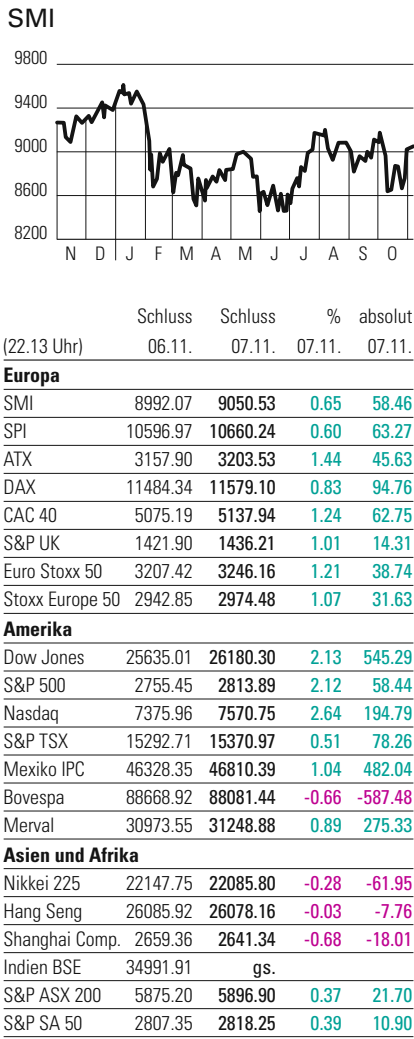 SMI
9800
9400
9000
8600
8200
N D J F M A M J J A S O
Schluss Schluss % absolut
(22.13 Uhr) 06.11. 07.11. 07.11. 07.11.
Europa
SMI 8992.07 9050.53 0.65 58.46
SPI 10596.97 10660.24 0.60 63.27
ATX 3157.90 3203.53 1.44 45.63
DAX 11484.34 11579.10 0.83 94.76
CAC 40 5075.19 5137.94 1.24 62.75
S&P UK 1421.90 1436.21 1.01 14.31
Euro Stoxx 50 3207.42 3246.16 1.21 38.74
Stoxx Europe 50 2942.85 2974.48 1.07 31.63
Amerika
Dow Jones 25635.01 26180.30 2.13 545.29
S&P 500 2755.45 2813.89 2.12 58.44
Nasdaq 7375.96 7570.75 2.64 194.79
S&P TSX 15292.71 15370.97 0.51 78.26
Mexiko IPC 46328.35 46810.39 1.04 482.04
Bovespa 88668.92 88081.44 -0.66 -587.48
Merval 30973.55 31248.88 0.89 275.33
Asien und Afrika
Nikkei 225 22147.75 22085.80 -0.28 -61.95
Hang Seng 26085.92 26078.16 -0.03 -7.76
Shanghai Comp. 2659.36 2641.34 -0.68 -18.01
Indien BSE 34991.91 gs.
S&P ASX 200 5875.20 5896.90 0.37 21.70
S&P SA 50 2807.35 2818.25 0.39 10.90